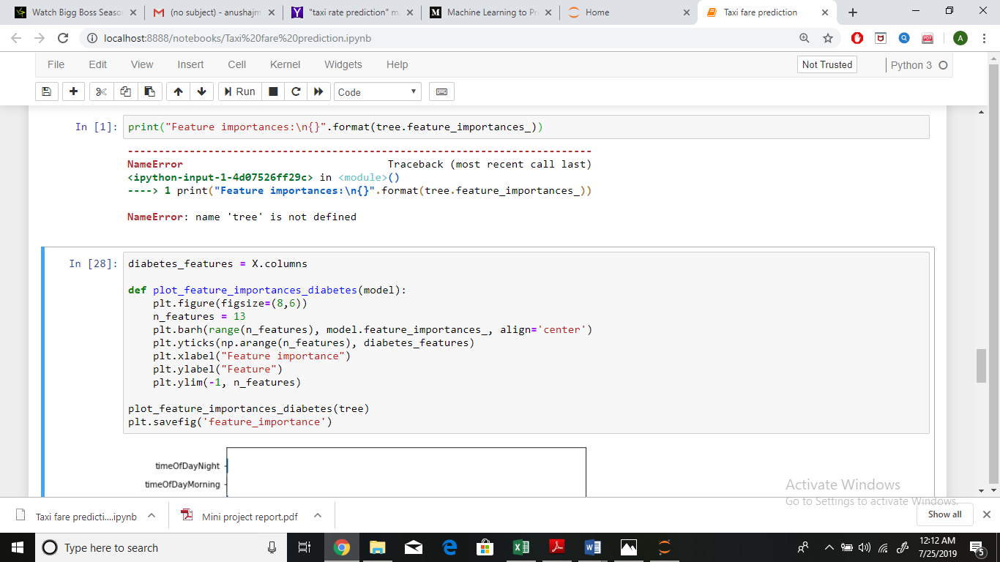 Watch Bigg Boss Seaso
(no subject) - anushajm
"taxi rate prediction" m
Machine Learning to Pr
Home
Taxi fare prediction
localhost:8888/notebooks/Taxi%20fare%20prediction.ipynb
PDF
A
File Edit View Insert Cell Kernel Widgets Help
Not Trusted
Python 3
Run
Code
In [1]: print("Feature importances:\n{}".format(tree.feature_importances_))
---------------------------------------------------------------------------
NameError Traceback (most recent call last)
<ipython-input-1-4d07526ff29c> in <module>()
----> 1 print("Feature importances:\n{}".format(tree.feature_importances_))
NameError: name 'tree' is not defined
In [28]: diabetes_features = X.columns
def plot_feature_importances_diabetes(model):
plt.figure(figsize=(8,6))
n_features = 13
plt.barh(range(n_features), model.feature_importances_, align='center')
plt.yticks(np.arange(n_features), diabetes_features)
plt.xlabel("Feature importance")
plt.ylabel("Feature")
plt.ylim(-1, n_features)
plot_feature_importances_diabetes(tree)
plt.savefig('feature_importance')
timeOfDayNight
timeOfDayMorning
Activate Windows
Go to Settings to activate Windows.
Taxi fare predicti....ipynb
Mini project report.pdf
Show all
Type here to search
12:12 AM
7/25/2019
5